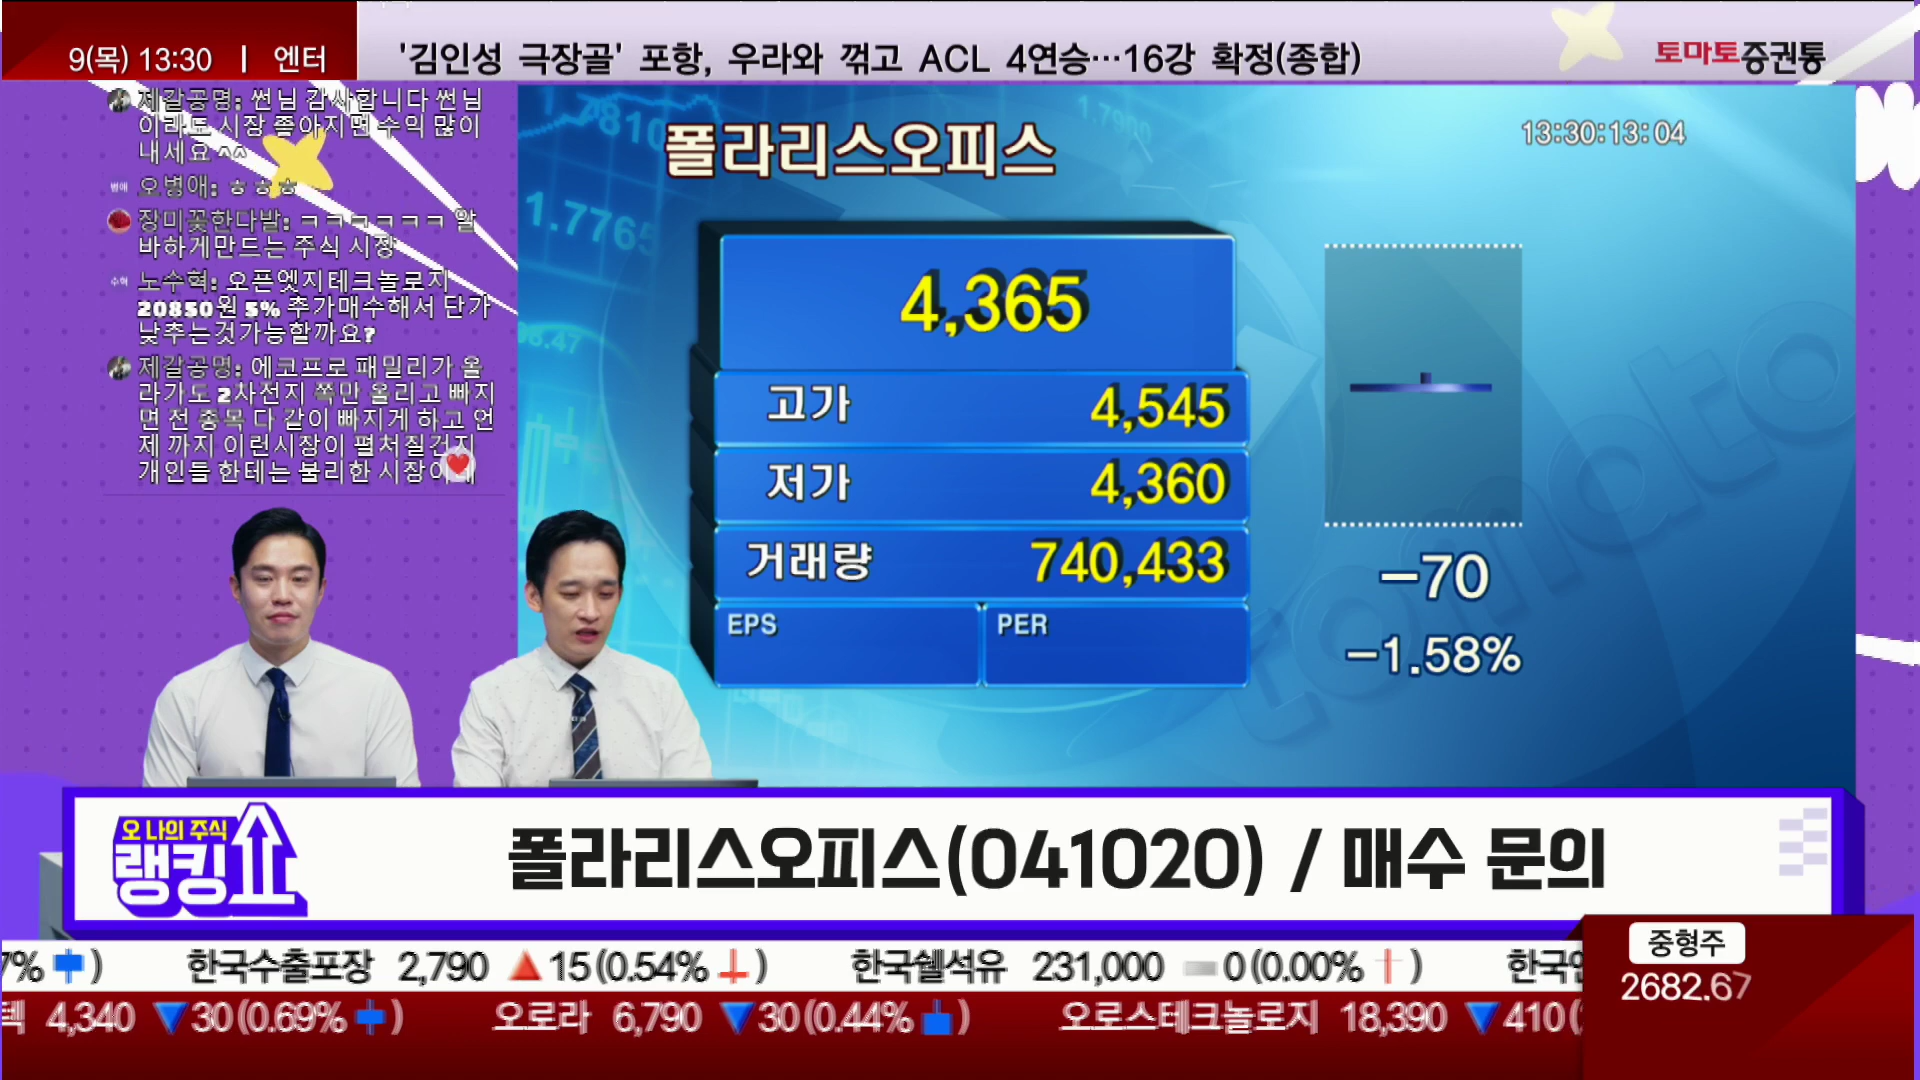 9(목) 13:30 | 엔터
'김인성 극장골' 포항, 우라와 꺾고 ACL 4연승…16강 확정(종합)
토마토증권통
제갈공명: 썬님 감사합니다 썬님
이라도 시장 좋아지면 수익 많이
내세요^^
오병애: ㅎㅎㅎ
장미꽃한다발: ㅋㅋㅋㅋㅋㅋ 알
바하게만드는 주식 시장
노수혁: 오픈엣지테크놀로지
20850원 5% 추가매수해서 단가
낮추는것가능할까요?
제갈공명: 에코프로 패밀리가 올
라가도 2차전지 쪽만 올리고 빠지
면 전 종목 다 같이 빠지게 하고 언
제 까지 이런시장이 펼처질건지
개인들 한테는 불리한 시장이
폴라리스오피스
13:30:13:04
4,365
고가 4,545
저가 4,360
거래량 740,433
EPS PER
-70
-1.58%
tomato
오 나의 주식
랭킹쇼
폴라리스오피스(041020) / 매수 문의
7% ) 한국수출포장 2,790 ▲15(0.54% ) 한국쉘석유 231,000 0(0.00% ) 한국
텍 4,340 ▼30(0.69% ) 오로라 6,790 ▼30(0.44% ) 오로스테크놀로지 18,390 ▼410(
중형주
2682.67